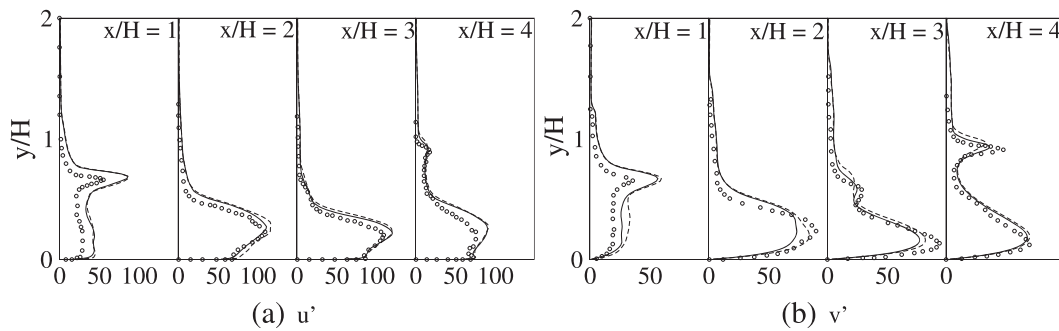 2
1
0
y/H
x/H = 1
x/H = 2
x/H = 3
x/H = 4
0 50 100 0 50 100 0 50 100 0 50 100
(a) u'
2
1
0
y/H
x/H = 1
x/H = 2
x/H = 3
x/H = 4
0 50 0 50 0 50 0 50
(b) v'